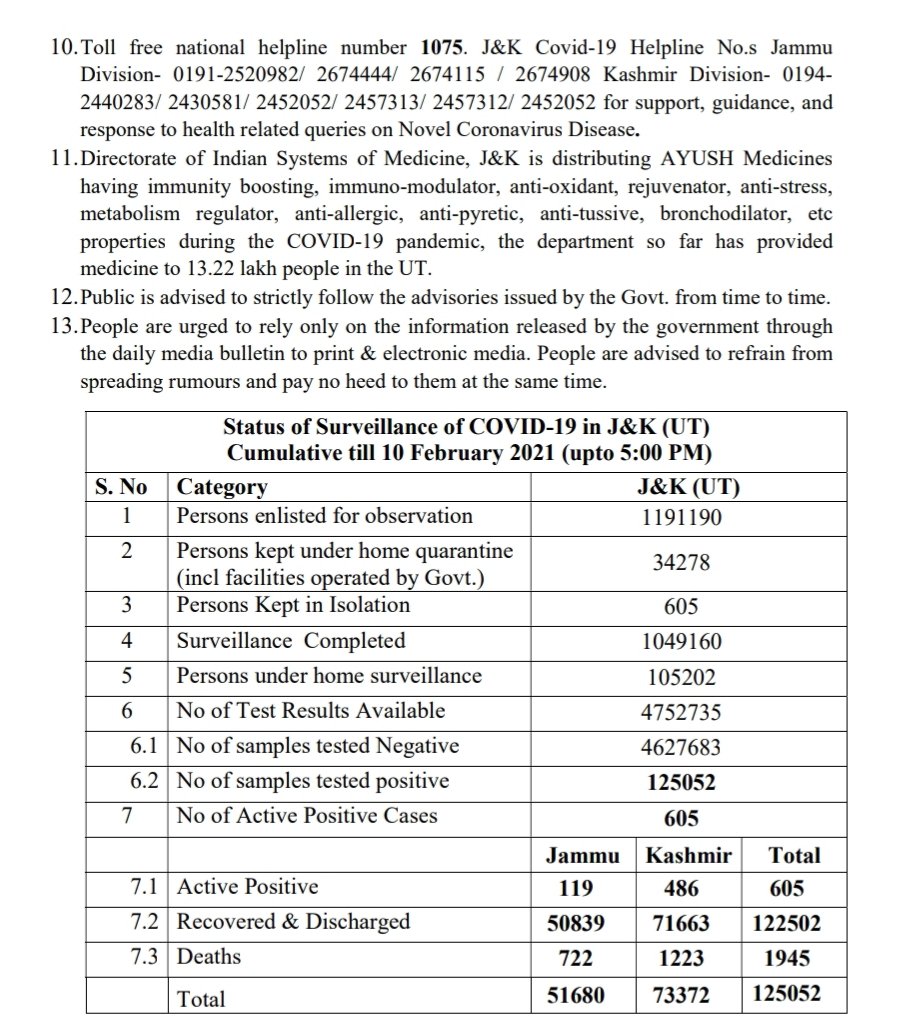 10.Toll free national helpline number 1075. J&K Covid-19 Helpline No.s Jammu
Division- 0191-2520982/ 2674444/ 2674115 / 2674908 Kashmir Division- 0194-
2440283/ 2430581/ 2452052/ 2457313/ 2457312/ 2452052 for support, guidance, and
response to health related queries on Novel Coronavirus Disease.
11.Directorate of Indian Systems of Medicine, J&K is distributing AYUSH Medicines
having immunity boosting, immuno-modulator, anti-oxidant, rejuvenator, anti-stress,
metabolism regulator, anti-allergic, anti-pyretic, anti-tussive, bronchodilator, etc
properties during the COVID-19 pandemic, the department so far has provided
medicine to 13.22 lakh people in the UT.
12.Public is advised to strictly follow the advisories issued by the Govt. from time to time.
13.People are urged to rely only on the information released by the government through
the daily media bulletin to print & electronic media. People are advised to refrain from
spreading rumours and pay no heed to them at the same time.
Status of Surveillance of COVID-19 in J&K (UT)
Cumulative till 10 February 2021 (upto 5:00 PM)
S. No Category J&K (UT)
1 Persons enlisted for observation 1191190
2 Persons kept under home quarantine
(incl facilities operated by Govt.) 34278
3 Persons Kept in Isolation 605
4 Surveillance Completed 1049160
5 Persons under home surveillance 105202
6 No of Test Results Available 4752735
6.1 No of samples tested Negative 4627683
6.2 No of samples tested positive 125052
7 No of Active Positive Cases 605
Jammu Kashmir Total
7.1 Active Positive 119 486 605
7.2 Recovered & Discharged 50839 71663 122502
7.3 Deaths 722 1223 1945
Total 51680 73372 125052